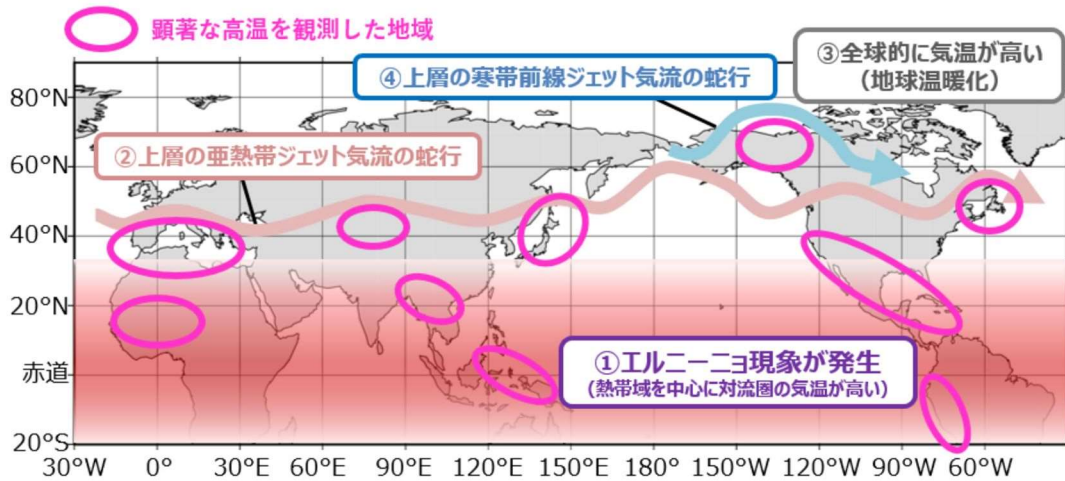 顕著な高温を観測した地域
③全球的に気温が高い
(地球温暖化)
④上層の寒帯前線ジェット気流の蛇行
80°N
②上層の亜熱帯ジェット気流の蛇行
60°N
40°N
20°N
①エルニーニョ現象が発生
(熱帯域を中心に対流圏の気温が高い)
赤道
20°S
30°W 0° 30°E 60°E 90°E 120°E 150°E 180° 150°W 120°W 90°W 60°W